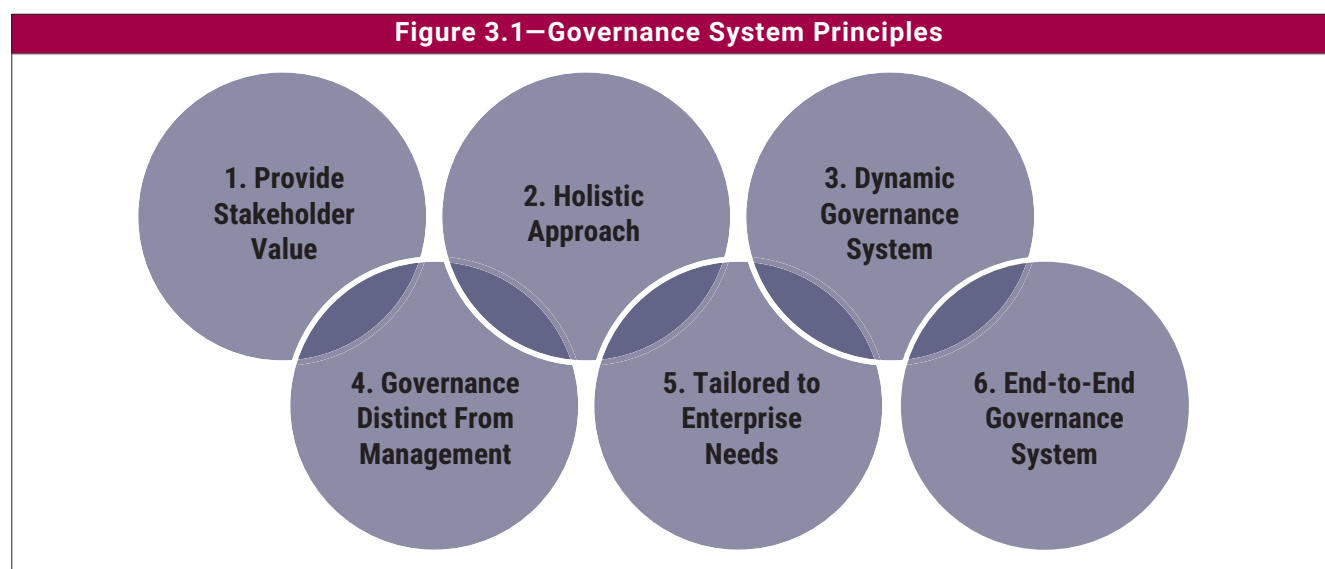 Figure 3.1—Governance System Principles
1. Provide
Stakeholder
Value
2. Holistic
Approach
3. Dynamic
Governance
System
4. Governance
Distinct From
Management
5. Tailored to
Enterprise
Needs
6. End-to-End
Governance
System